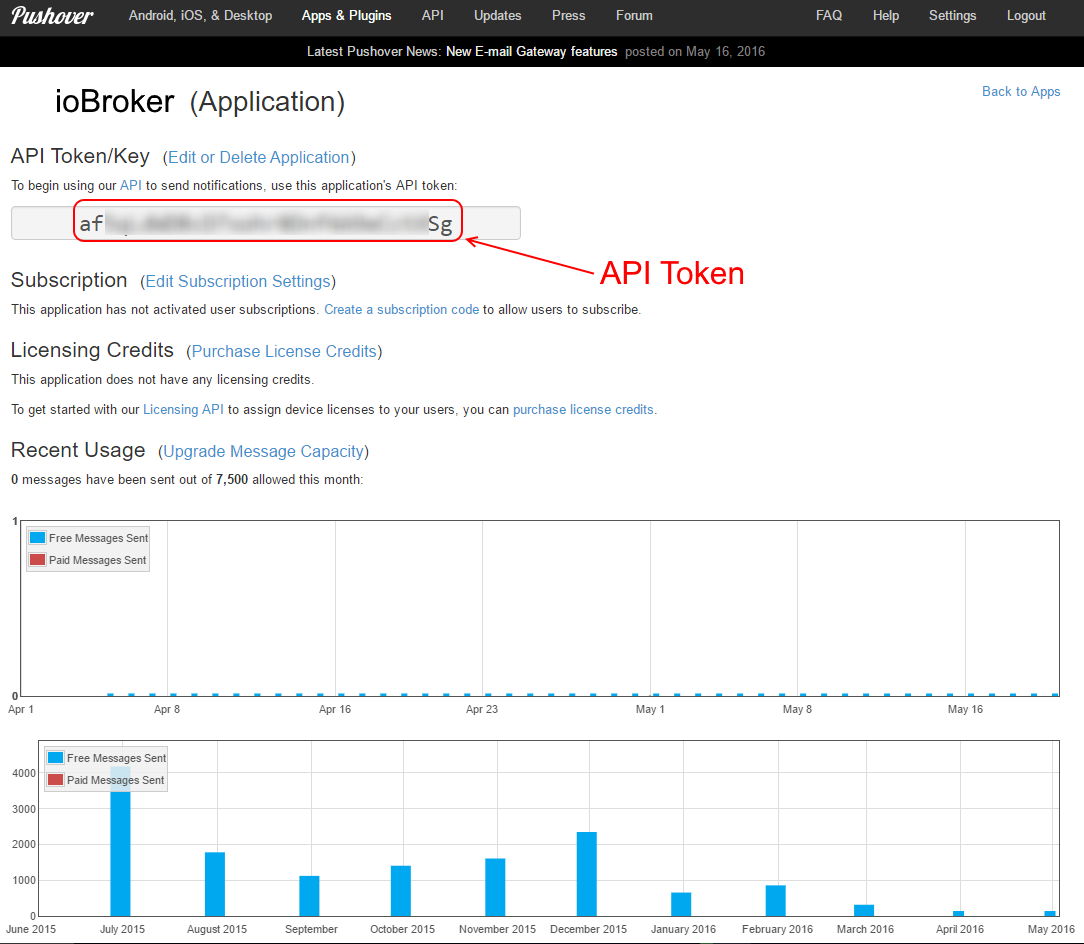 Pushover Android, iOS, & Desktop Apps & Plugins API Updates Press Forum FAQ Help Settings Logout
Latest Pushover News: New E-mail Gateway features posted on May 16, 2016
ioBroker (Application) Back to Apps
API Token/Key (Edit or Delete Application)
To begin using our API to send notifications, use this application's API token:
af Sg
API Token
Subscription (Edit Subscription Settings)
This application has not activated user subscriptions. Create a subscription code to allow users to subscribe.
Licensing Credits (Purchase License Credits)
This application does not have any licensing credits.
To get started with our Licensing API to assign device licenses to your users, you can purchase license credits.
Recent Usage (Upgrade Message Capacity)
0 messages have been sent out of 7,500 allowed this month:
1
Free Messages Sent
Paid Messages Sent
0
Apr 1 Apr 8 Apr 16 Apr 23 May 1 May 8 May 16
Free Messages Sent
4000
Paid Messages Sent
3000
2000
1000
0
June 2015 July 2015 August 2015 September October 2015 November 2015 December 2015 January 2016 February 2016 March 2016 April 2016 May 2016